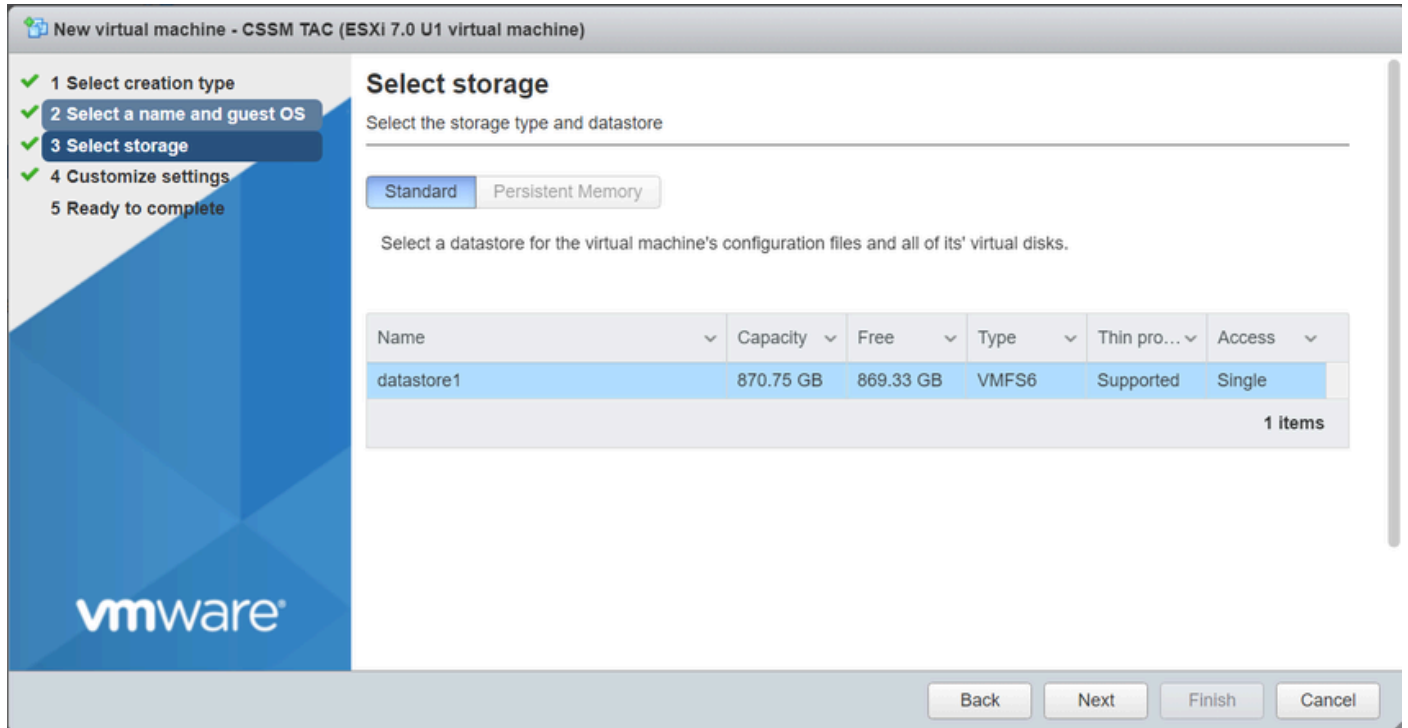 New virtual machine - CSSM TAC (ESXi 7.0 U1 virtual machine)
1 Select creation type
2 Select a name and guest OS
3 Select storage
4 Customize settings
5 Ready to complete
vmware®
Select storage
Select the storage type and datastore
Standard Persistent Memory
Select a datastore for the virtual machine's configuration files and all of its' virtual disks.
Name Capacity Free Type Thin pro... Access
datastore1 870.75 GB 869.33 GB VMFS6 Supported Single
1 items
Back Next Finish Cancel